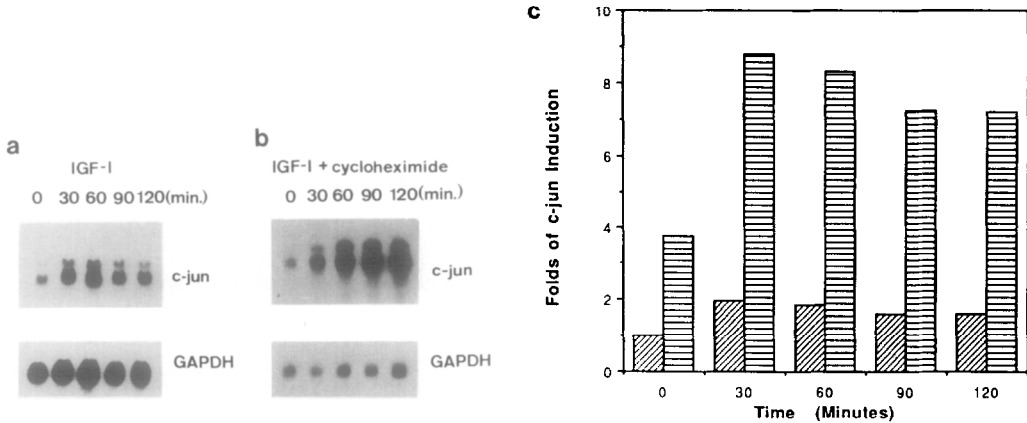 a
IGF-I
0 30 60 90 120(min.)
c-jun
GAPDH
b
IGF-I + cycloheximide
0 30 60 90 120 (min.)
c-jun
GAPDH
c
Folds of c-jun Induction
10
8
6
4
2
0
0 30 60 90 120
Time (Minutes)